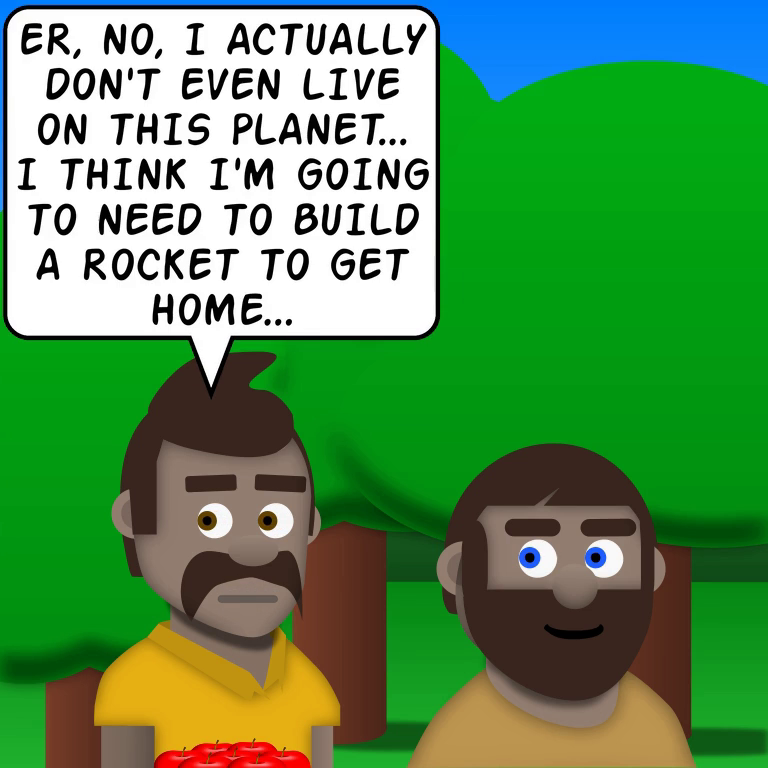 ER, NO, I ACTUALLY
DON'T EVEN LIVE
ON THIS PLANET...
I THINK I'M GOING
TO NEED TO BUILD
A ROCKET TO GET
HOME...